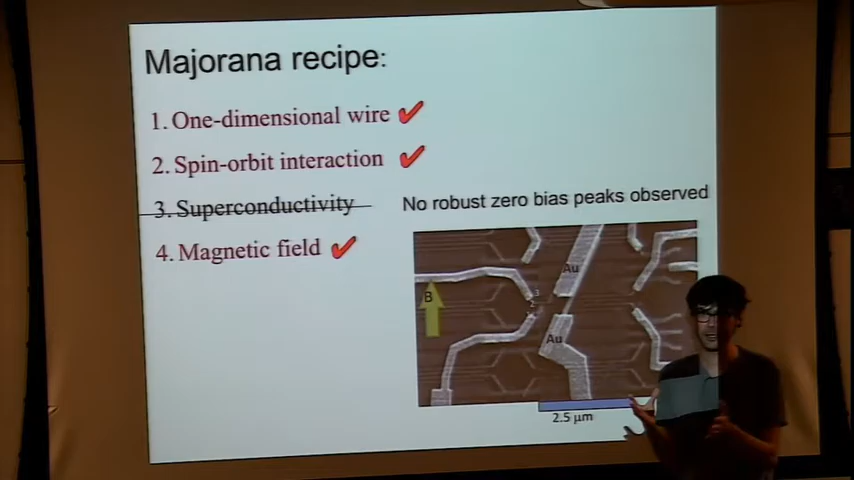 Majorana recipe:
1. One-dimensional wire ✔
2. Spin-orbit interaction ✔
3. Superconductivity
No robust zero bias peaks observed
4. Magnetic field ✔
Au
B
Au
2.5 μm